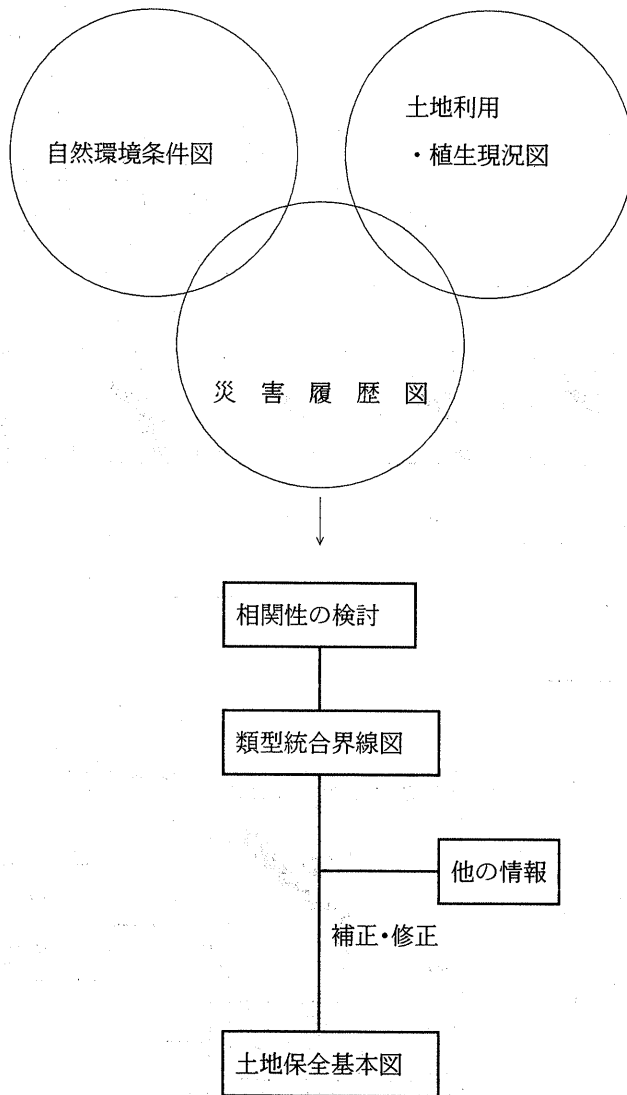 自然環境条件図
土地利用
・植生現況図
災害履歴図
相関性の検討
類型統合界線図
他の情報
補正・修正
土地保全基本図